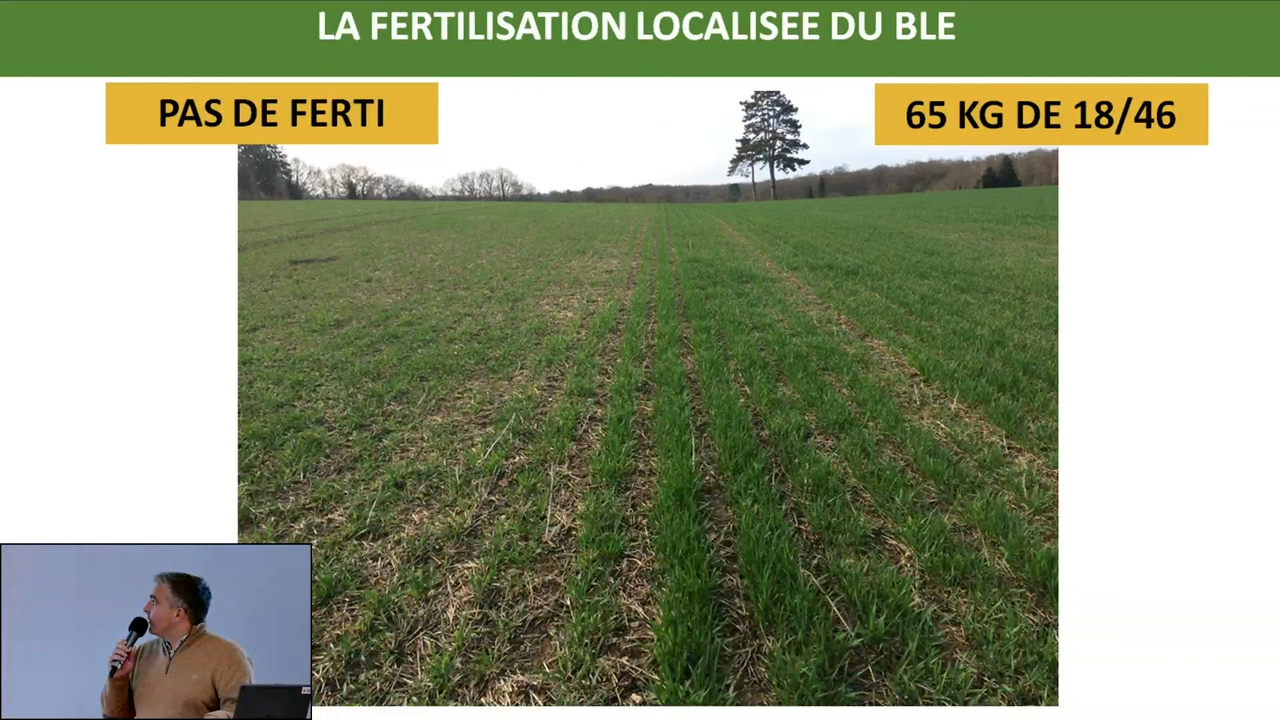 LA FERTILISATION LOCALISEE DU BLE
PAS DE FERTI
65 KG DE 18/46